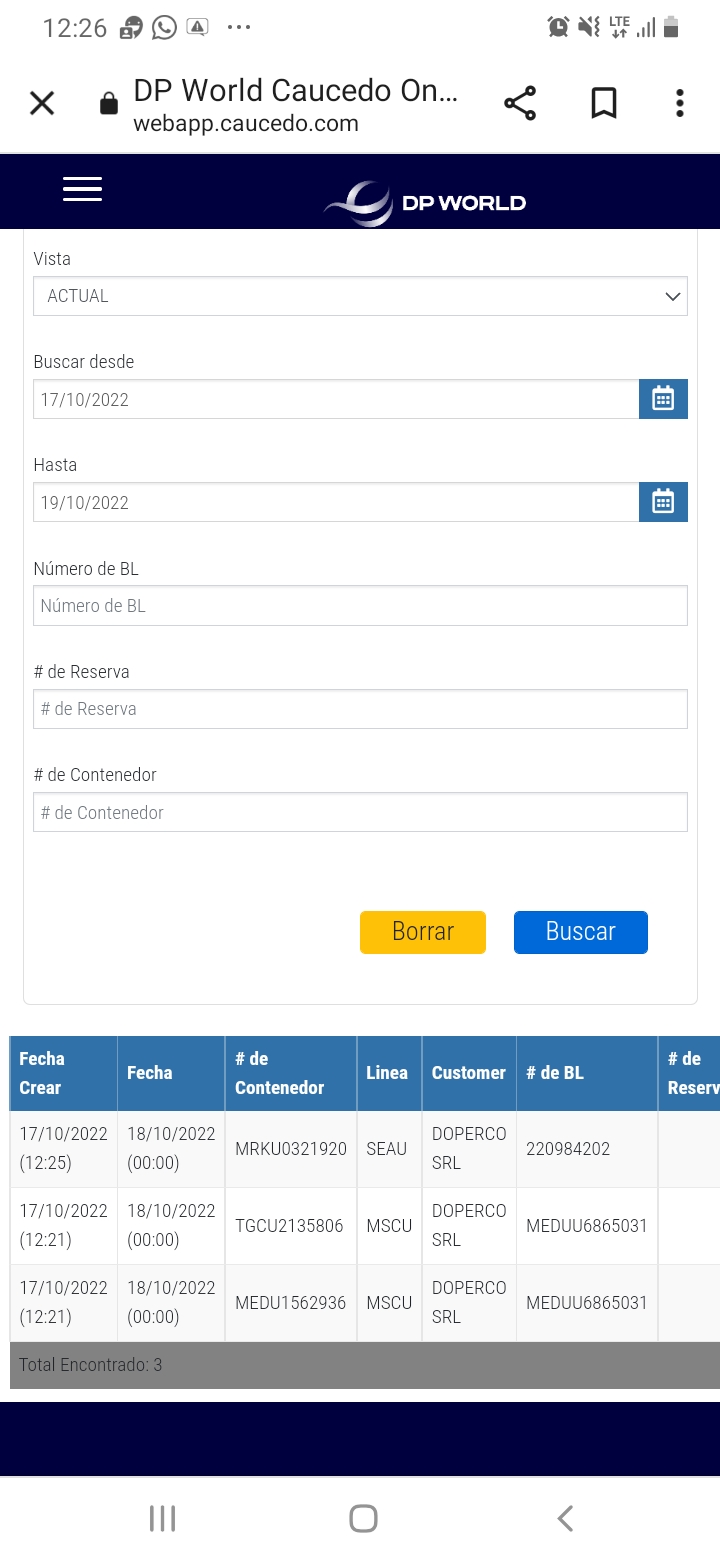 12:26
LTE
DP World Caucedo On...
webapp.caucedo.com
DP WORLD
Vista
ACTUAL
Buscar desde
17/10/2022
Hasta
19/10/2022
Número de BL
Número de BL
# de Reserva
# de Reserva
# de Contenedor
# de Contenedor
Borrar Buscar
Fecha Crear Fecha # de Contenedor Linea Customer # de BL # de Reserv
17/10/2022 (12:25) 18/10/2022 (00:00) MRKU0321920 SEAU DOPERCO SRL 220984202
17/10/2022 (12:21) 18/10/2022 (00:00) TGCU2135806 MSCU DOPERCO SRL MEDUU6865031
17/10/2022 (12:21) 18/10/2022 (00:00) MEDU1562936 MSCU DOPERCO SRL MEDUU6865031
Total Encontrado: 3